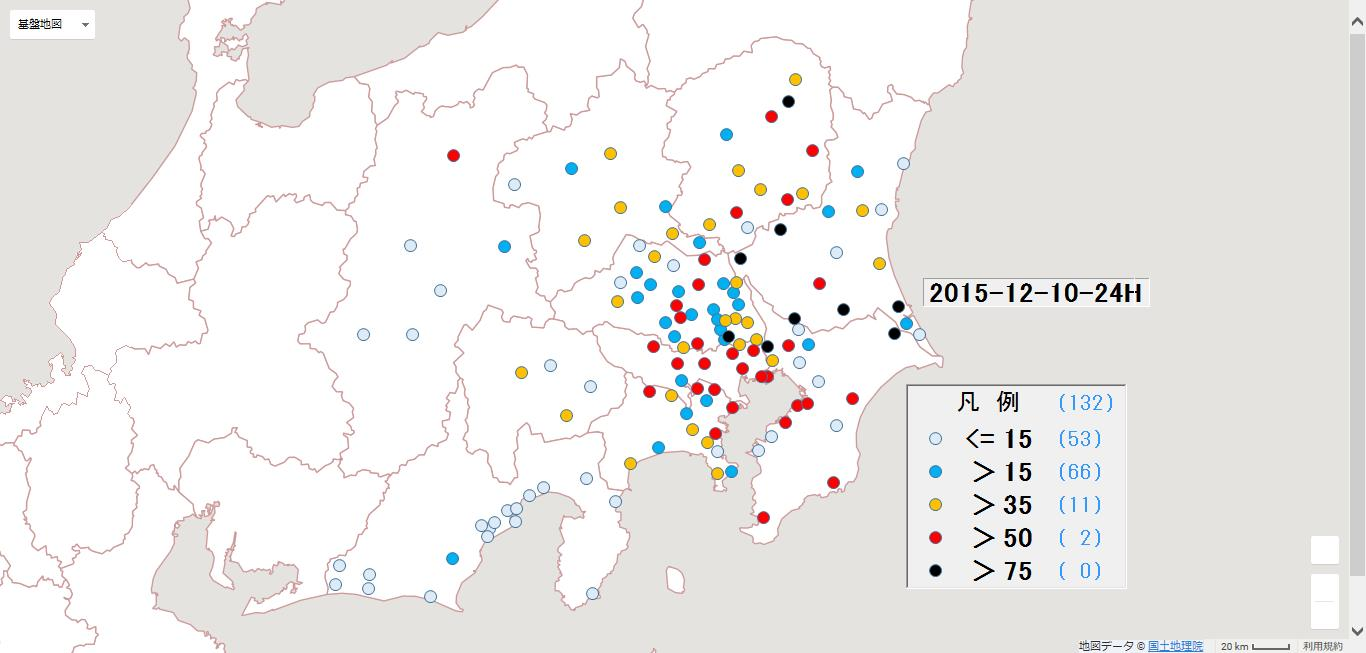 基盤地図
2015-12-10-24H
凡 例 (132)
<= 15 (53)
> 15 (66)
> 35 (11)
> 50 ( 2)
> 75 ( 0)
地図データ © 国土地理院 20 km 利用規約